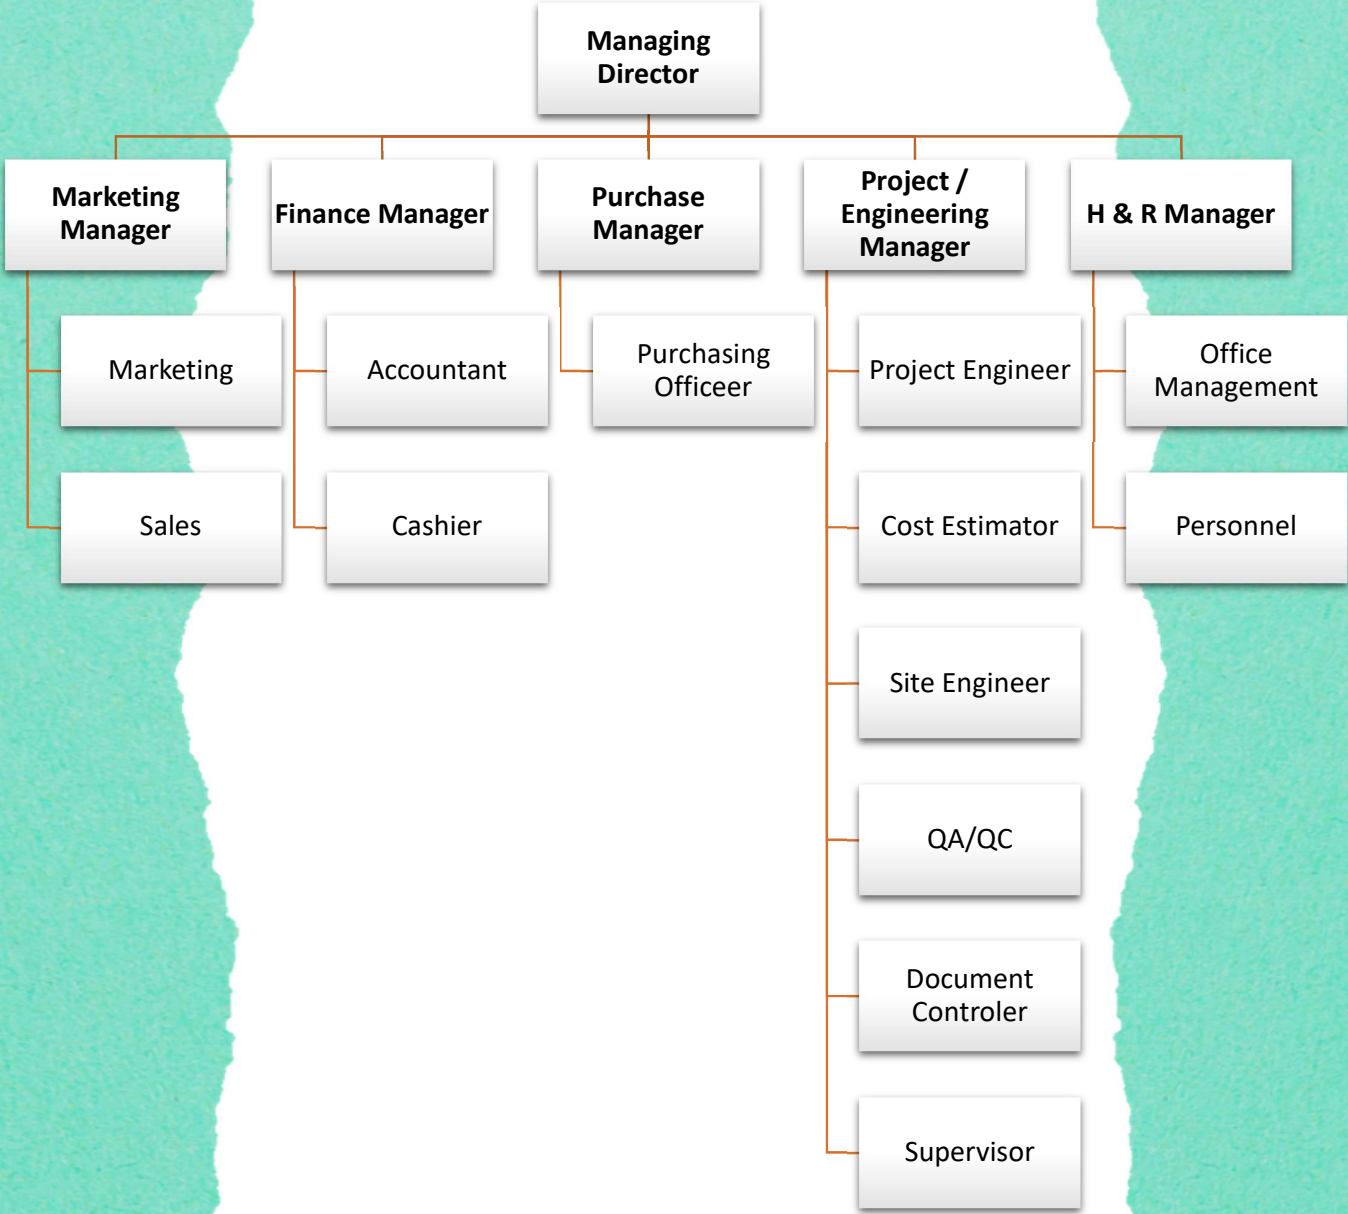 Managing
Director
Marketing
Manager
Finance Manager
Purchase
Manager
Project /
Engineering
Manager
H & R Manager
Marketing
Accountant
Purchasing
Officeer
Project Engineer
Office
Management
Sales
Cashier
Cost Estimator
Personnel
Site Engineer
QA/QC
Document
Controler
Supervisor